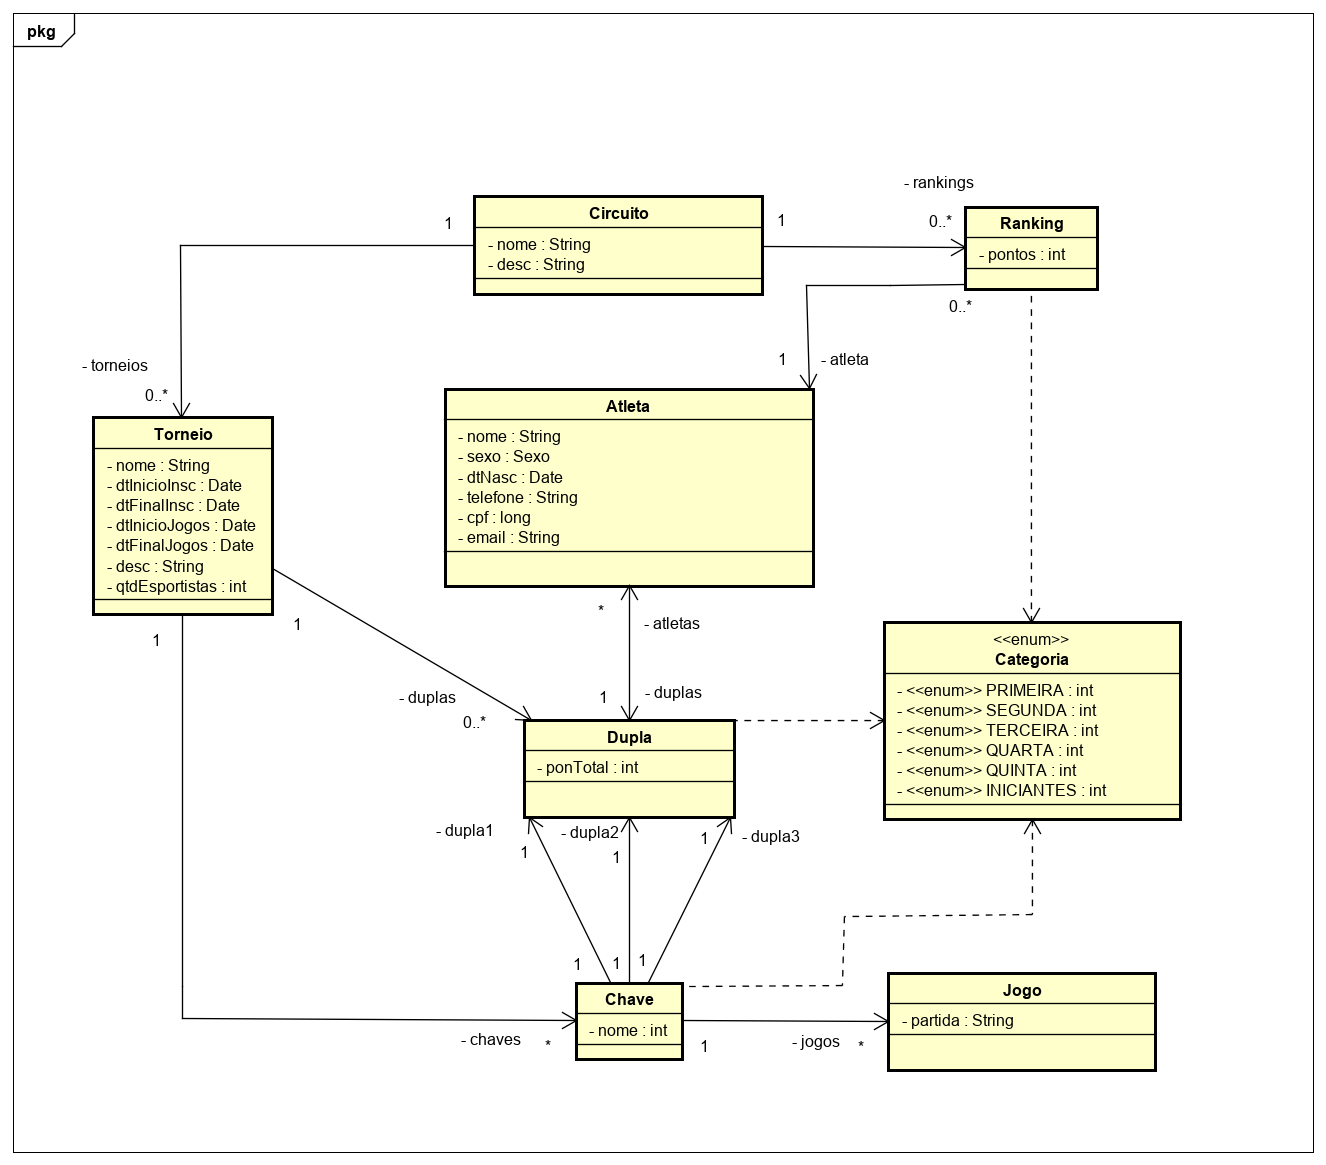 pkg
- rankings
Circuito
- nome : String
- desc : String
1
1
0..*
Ranking
- pontos : int
0..*
1
- atleta
- torneios
0..*
Torneio
- nome : String
- dtInicioInsc : Date
- dtFinalInsc : Date
- dtInicioJogos : Date
- dtFinalJogos : Date
- desc : String
- qtdEsportistas : int
1
1
Atleta
- nome : String
- sexo : Sexo
- dtNasc : Date
- telefone : String
- cpf : long
- email : String
*
- atletas
1
- duplas
- duplas
0..*
<<enum>>
Categoria
- <<enum>> PRIMEIRA : int
- <<enum>> SEGUNDA : int
- <<enum>> TERCEIRA : int
- <<enum>> QUARTA : int
- <<enum>> QUINTA : int
- <<enum>> INICIANTES : int
Dupla
- ponTotal : int
- dupla1
1
- dupla2
1
1
- dupla3
1
1
1
Chave
- nome : int
- chaves
*
1
- jogos
*
Jogo
- partida : String